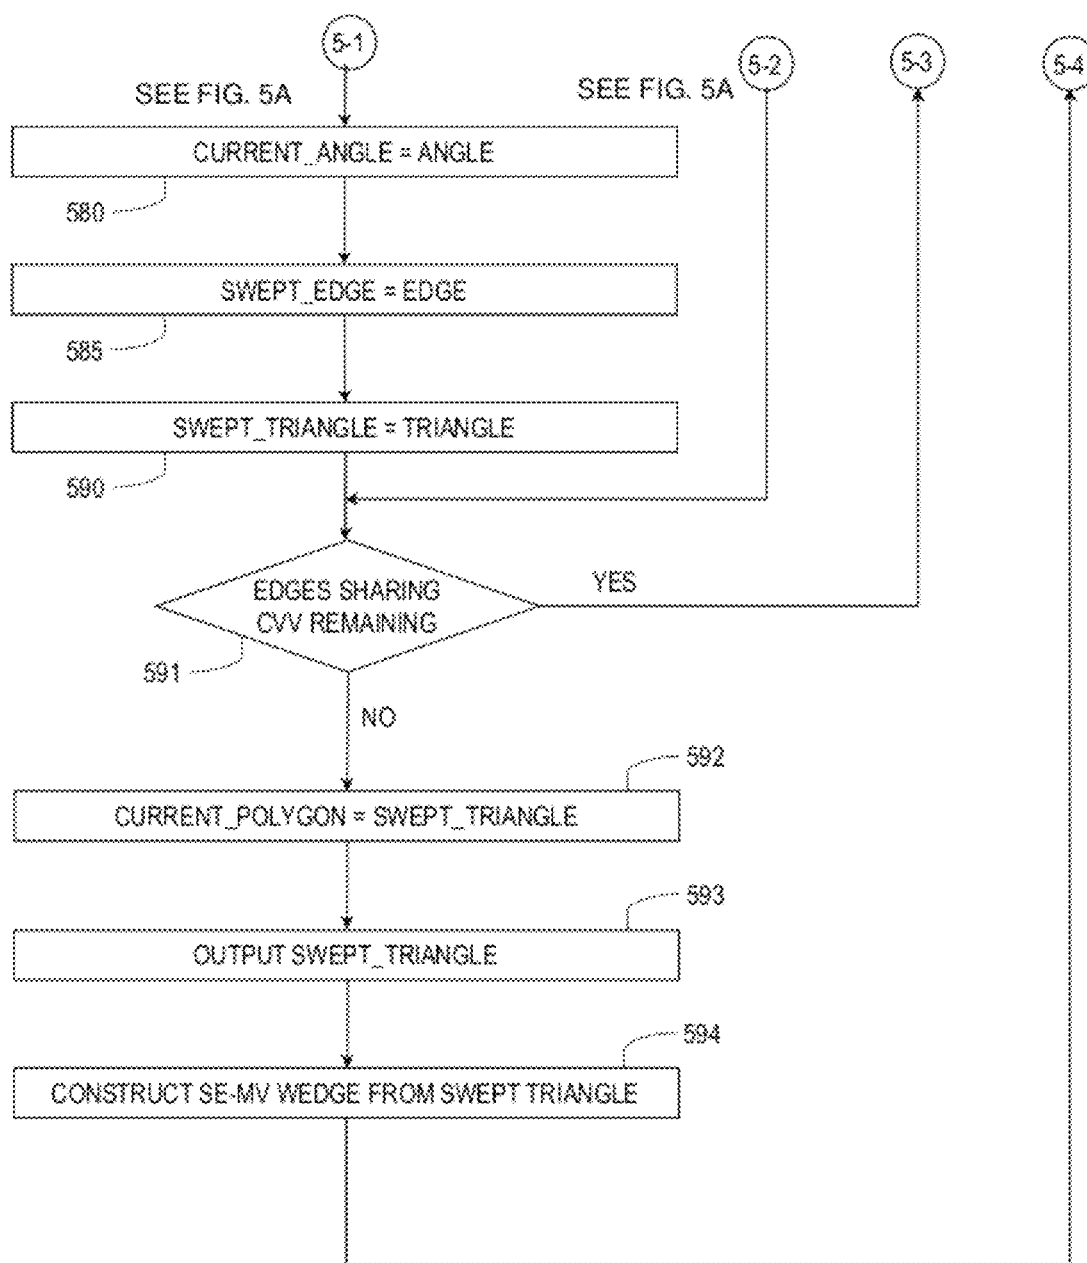 5-1
5-2
5-3
5-4
SEE FIG. 5A
SEE FIG. 5A
CURRENT_ANGLE = ANGLE
580
SWEPT_EDGE = EDGE
585
SWEPT_TRIANGLE = TRIANGLE
590
EDGES SHARING
CVV REMAINING
YES
591
NO
592
CURRENT_POLYGON = SWEPT_TRIANGLE
593
OUTPUT SWEPT_TRIANGLE
594
CONSTRUCT SE-MV WEDGE FROM SWEPT TRIANGLE